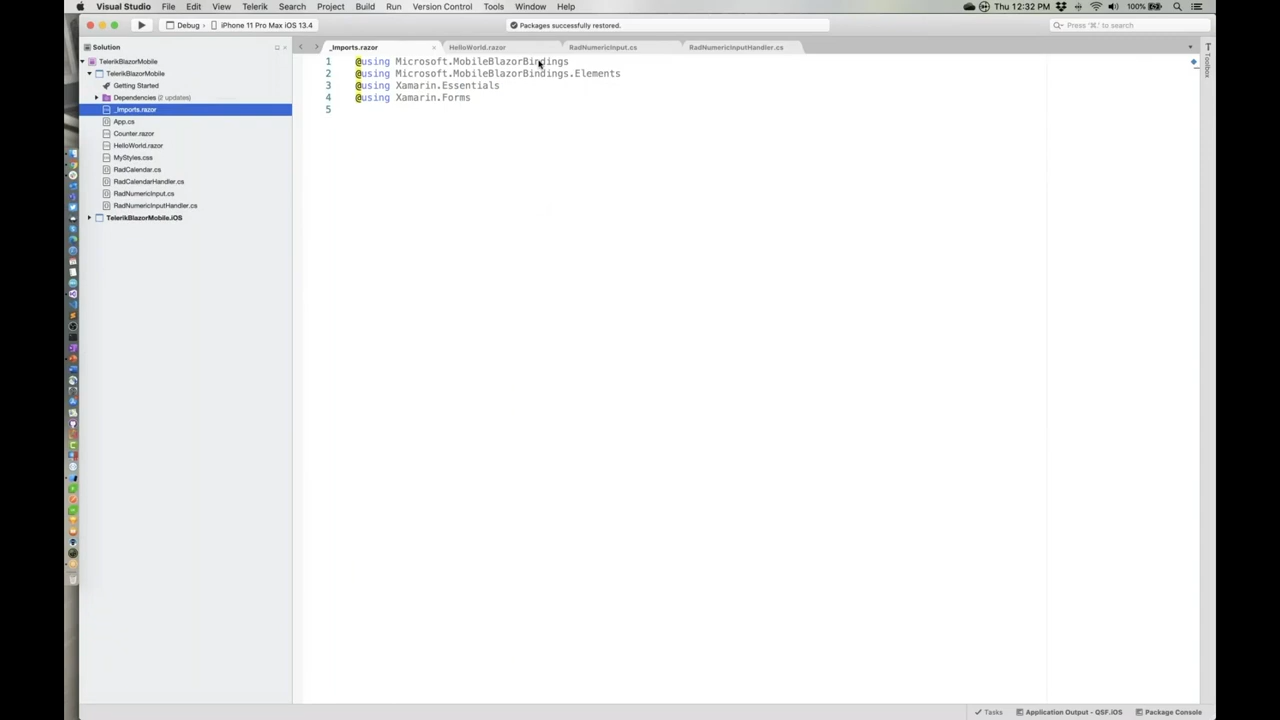 Visual Studio File Edit View Telerik Search Project Build Run Version Control Tools Window Help Thu 12:32 PM 100%
Debug › iPhone 11 Pro Max iOS 13.4 Packages successfully restored. Press '⌘.' to search
Solution
_Imports.razor HelloWorld.razor RadNumericInput.cs RadNumericInputHandler.cs
TelerikBlazorMobile
TelerikBlazorMobile
Getting Started
Dependencies (2 updates)
_Imports.razor
App.cs
Counter.razor
HelloWorld.razor
MyStyles.css
RadCalendar.cs
RadCalendarHandler.cs
RadNumericInput.cs
RadNumericInputHandler.cs
TelerikBlazorMobile.iOS
1 @using Microsoft.MobileBlazorBindings
2 @using Microsoft.MobileBlazorBindings.Elements
3 @using Xamarin.Essentials
4 @using Xamarin.Forms
5
Toolbox
Tasks Application Output - QSF.iOS Package Console